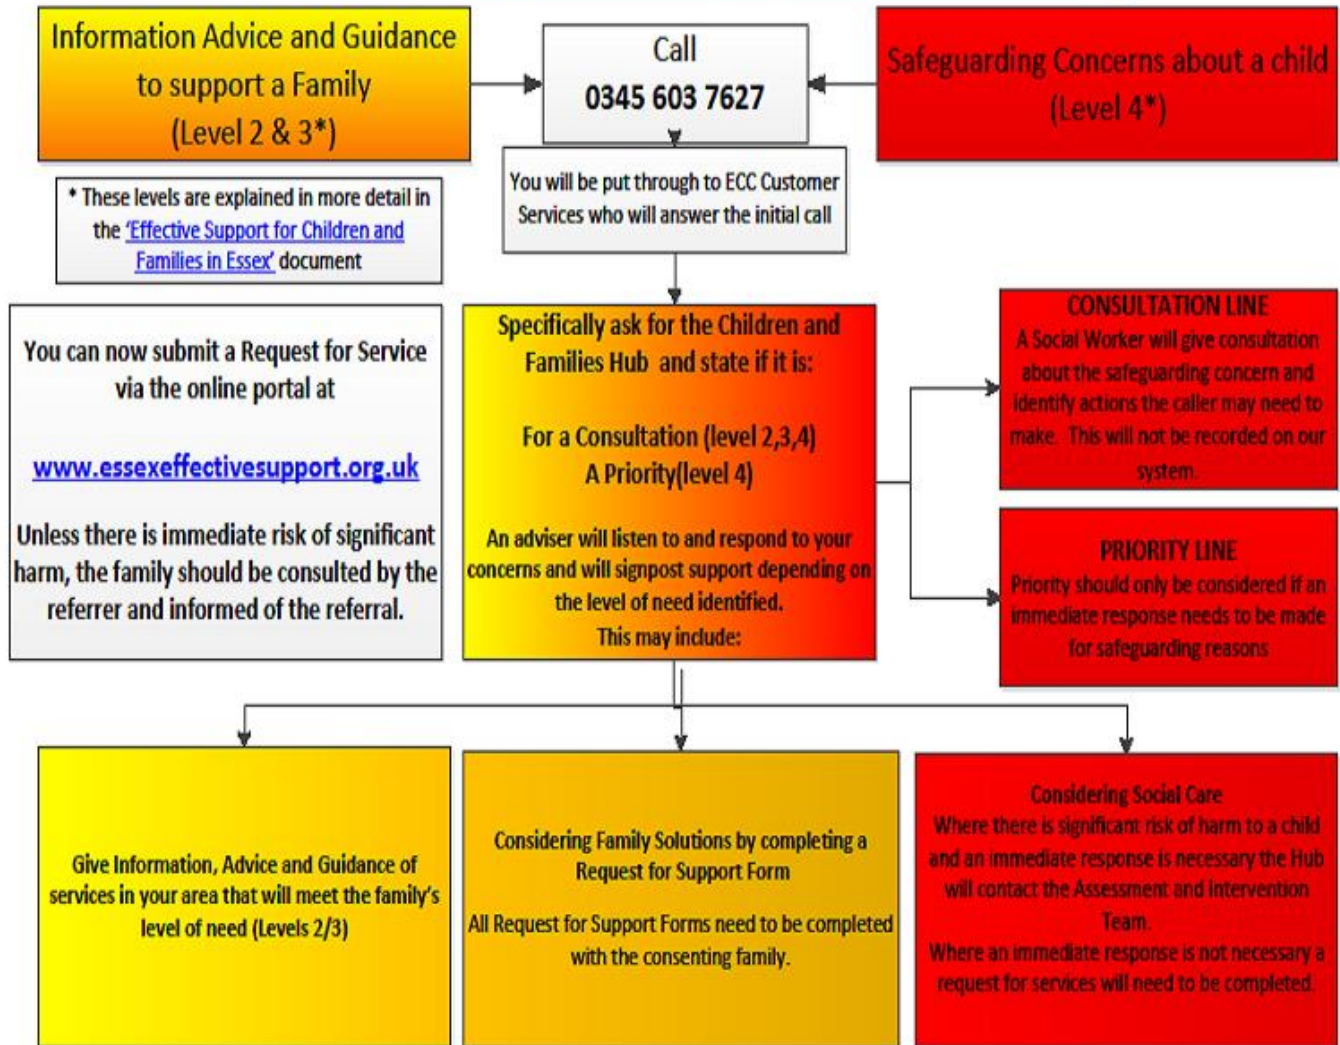 Information Advice and Guidance
to support a Family
(Level 2 & 3*)
Call
0345 603 7627
Safeguarding Concerns about a child
(Level 4*)
* These levels are explained in more detail in
the 'Effective Support for Children and
Families in Essex' document
You will be put through to ECC Customer
Services who will answer the initial call
You can now submit a Request for Service
via the online portal at
www.essexeffectivesupport.org.uk
Unless there is immediate risk of significant
harm, the family should be consulted by the
referrer and informed of the referral.
Specifically ask for the Children and
Families Hub and state if it is:
For a Consultation (level 2,3,4)
A Priority(level 4)
An adviser will listen to and respond to your
concerns and will signpost support depending on
the level of need identified.
This may include:
CONSULTATION LINE
A Social Worker will give consultation
about the safeguarding concern and
identify actions the caller may need to
make. This will not be recorded on our
system.
PRIORITY LINE
Priority should only be considered if an
immediate response needs to be made
for safeguarding reasons
Give Information, Advice and Guidance of
services in your area that will meet the family's
level of need (Levels 2/3)
Considering Family Solutions by completing a
Request for Support Form
All Request for Support Forms need to be completed
with the consenting family.
Considering Social Care
Where there is significant risk of harm to a child
and an immediate response is necessary the Hub
will contact the Assessment and Intervention
Team.
Where an immediate response is not necessary a
request for services will need to be completed.